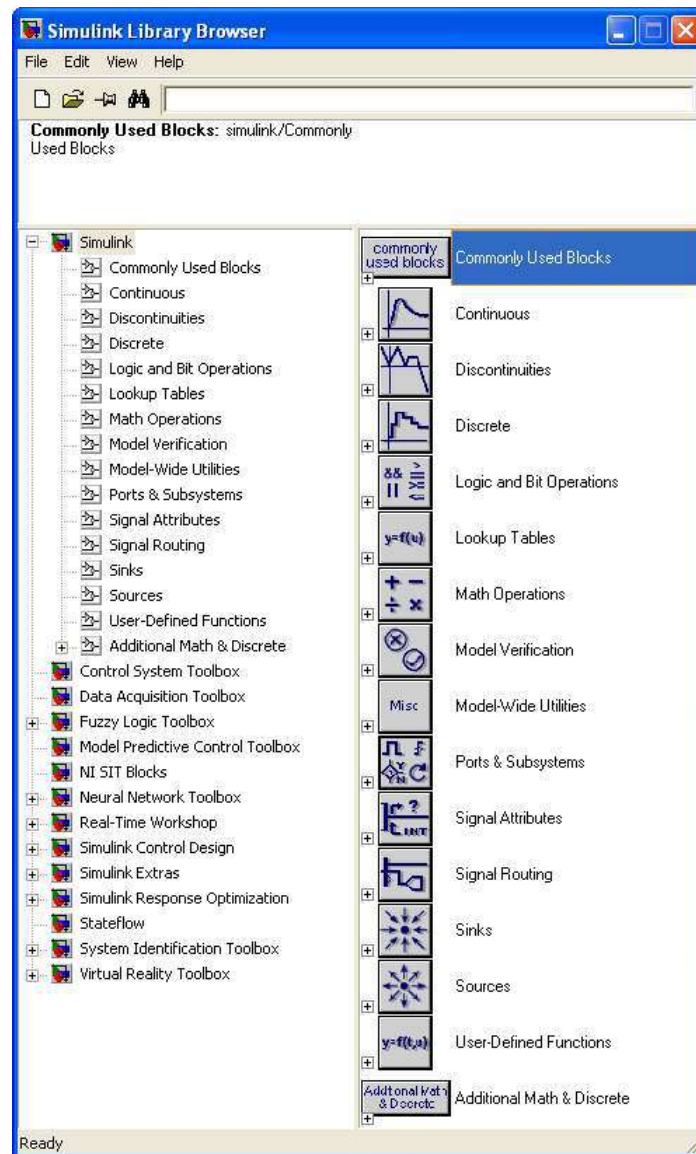 Simulink Library Browser
File Edit View Help
Commonly Used Blocks: simulink/Commonly
Used Blocks
Simulink
Commonly Used Blocks
Continuous
Discontinuities
Discrete
Logic and Bit Operations
Lookup Tables
Math Operations
Model Verification
Model-Wide Utilities
Ports & Subsystems
Signal Attributes
Signal Routing
Sinks
Sources
User-Defined Functions
Additional Math & Discrete
Control System Toolbox
Data Acquisition Toolbox
Fuzzy Logic Toolbox
Model Predictive Control Toolbox
NI SIT Blocks
Neural Network Toolbox
Real-Time Workshop
Simulink Control Design
Simulink Extras
Simulink Response Optimization
Stateflow
System Identification Toolbox
Virtual Reality Toolbox
commonly
used blocks
Commonly Used Blocks
Continuous
Discontinuities
Discrete
&& >
|| >=
<=
Logic and Bit Operations
y=f(u)
Lookup Tables
+ −
÷ ×
Math Operations
Model Verification
Misc
Model-Wide Utilities
Y
N
Ports & Subsystems
?
INT
Signal Attributes
Signal Routing
Sinks
Sources
y=f(t,u)
User-Defined Functions
Additional Math
& Discrete
Additional Math & Discrete
Ready